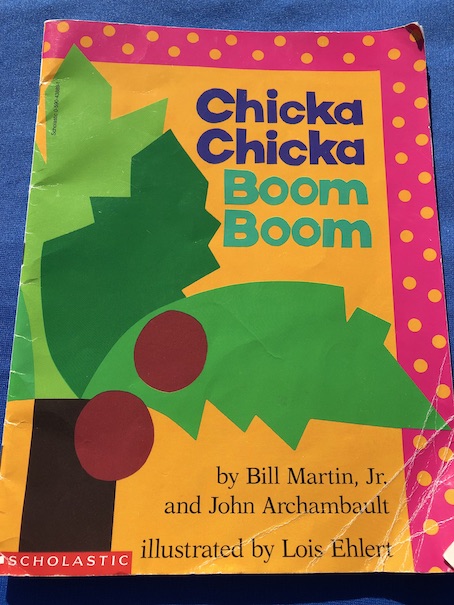 Chicka
Chicka
Boom
Boom
by Bill Martin, Jr.
and John Archambault
illustrated by Lois Ehlert
SCHOLASTIC